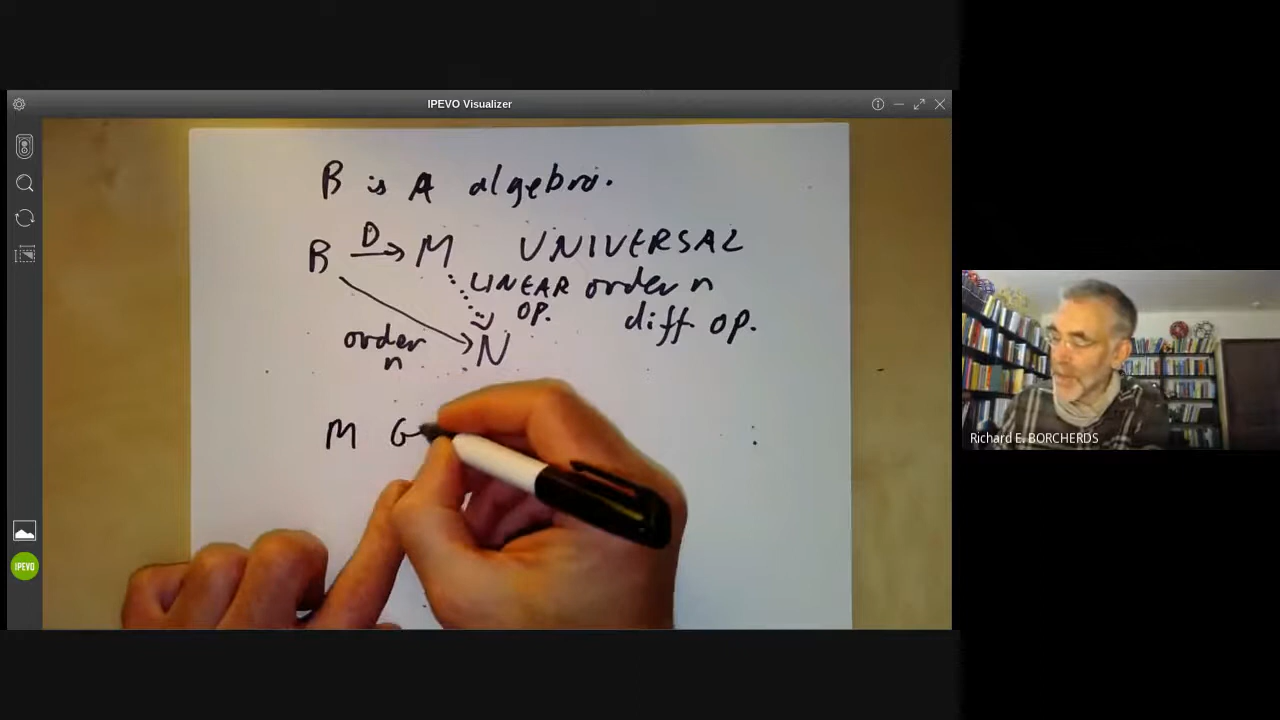 IPEVO Visualizer
B is A algebra.
B D→ M UNIVERSAL
LINEAR order n
OP. diff op.
order
n N
M G
IPEVO
Richard E. BORCHERDS